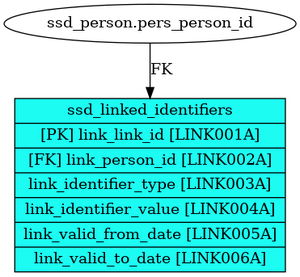 ssd_person.pers_person_id
FK
ssd_linked_identifiers
[PK] link_link_id [LINK001A]
[FK] link_person_id [LINK002A]
link_identifier_type [LINK003A]
link_identifier_value [LINK004A]
link_valid_from_date [LINK005A]
link_valid_to_date [LINK006A]